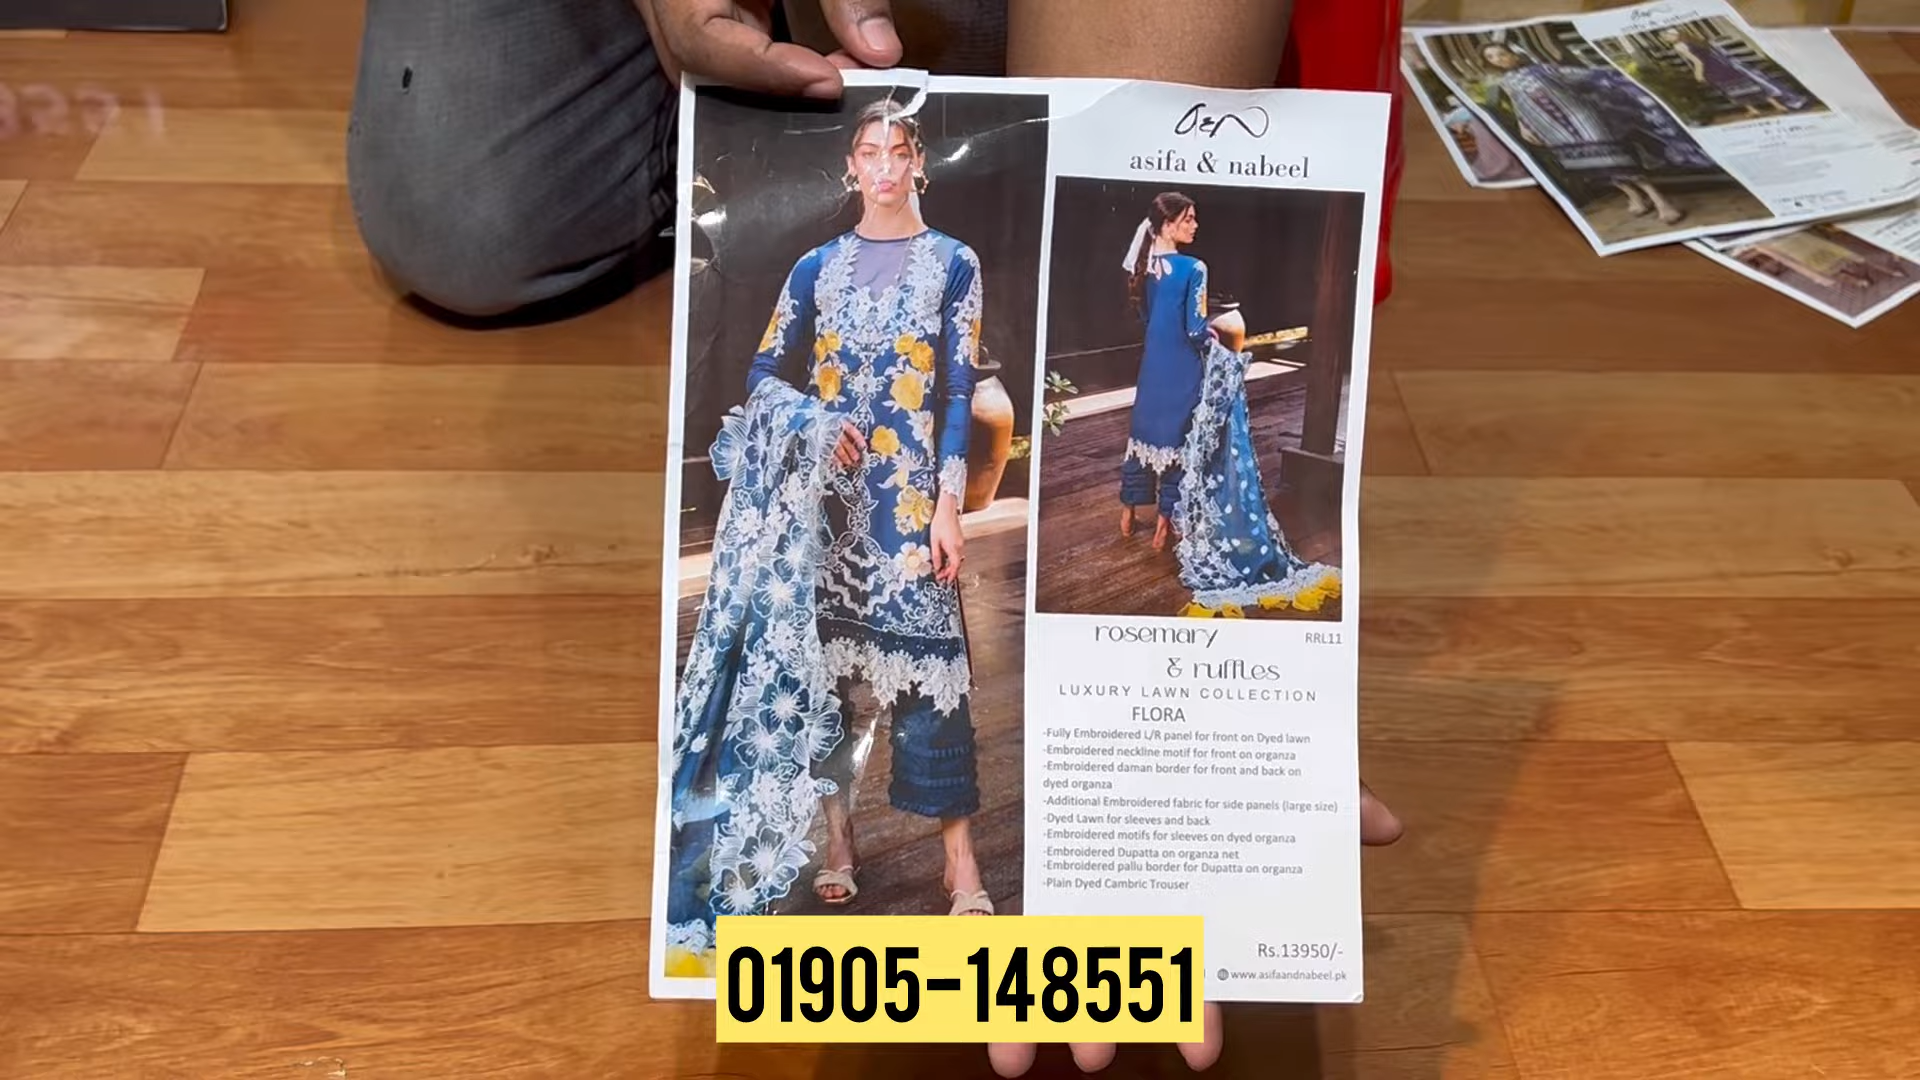 asifa & nabeel
rosemary
RRL11
& ruffles
LUXURY LAWN COLLECTION
FLORA
-Fully Embroidered L/R panel for front on Dyed lawn
-Embroidered neckline motif for front on organza
-Embroidered daman border for front and back on
dyed organza
-Additional Embroidered fabric for side panels (large size)
-Dyed Lawn for sleeves and back
-Embroidered motifs for sleeves on dyed organza
-Embroidered Dupatta on organza net
-Embroidered pallu border for Dupatta on organza
-Plain Dyed Cambric Trouser
Rs.13950/-
www.asifaandnabeel.pk
01905-148551